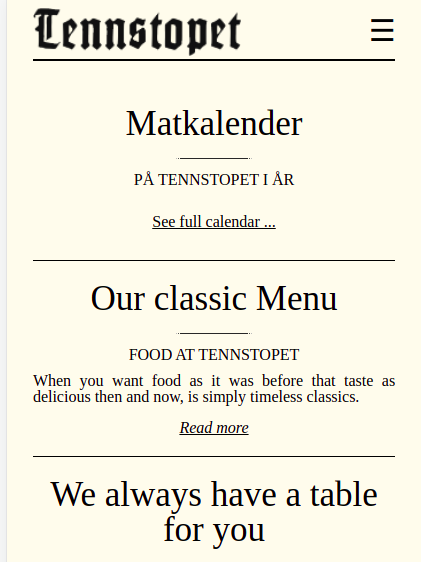 Tennstopet
Matkalender
PÅ TENNSTOPET I ÅR
See full calendar ...
Our classic Menu
FOOD AT TENNSTOPET
When you want food as it was before that taste as
delicious then and now, is simply timeless classics.
Read more
We always have a table
for you